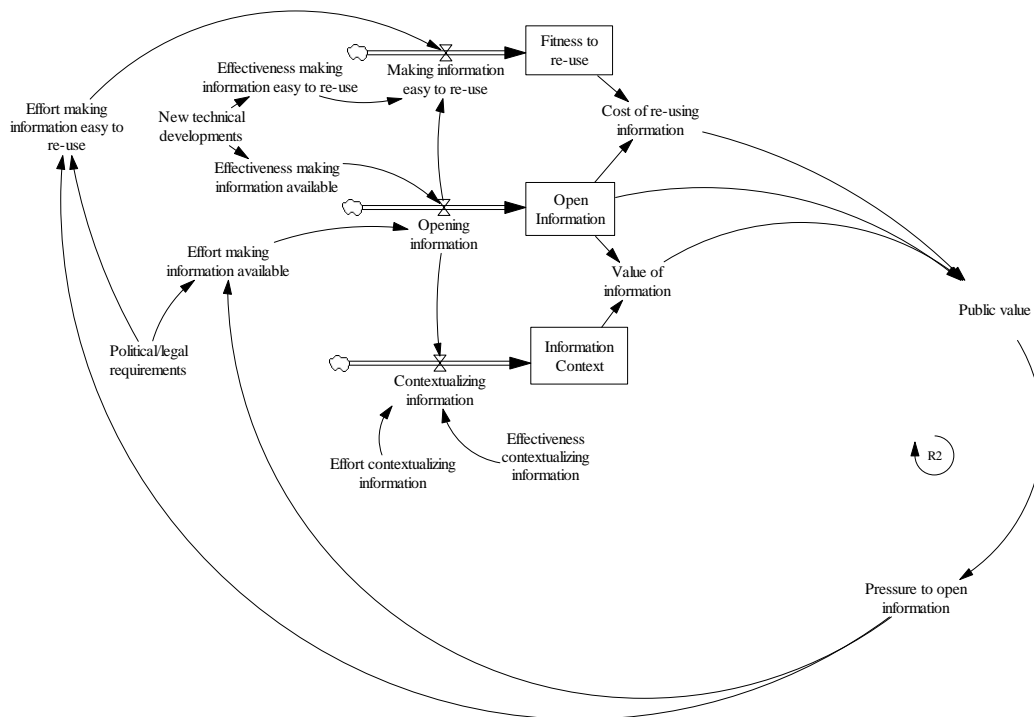 Fitness to
re-use
Effectiveness making
information easy to re-use
Making information
easy to re-use
Effort making
information easy to
re-use
New technical
developments
Cost of re-using
information
Effectiveness making
information available
Open
Information
Opening
information
Effort making
information available
Value of
information
Public value
Political/legal
requirements
Information
Context
Contextualizing
information
Effort contextualizing
information
Effectiveness
contextualizing
information
R2
Pressure to open
information